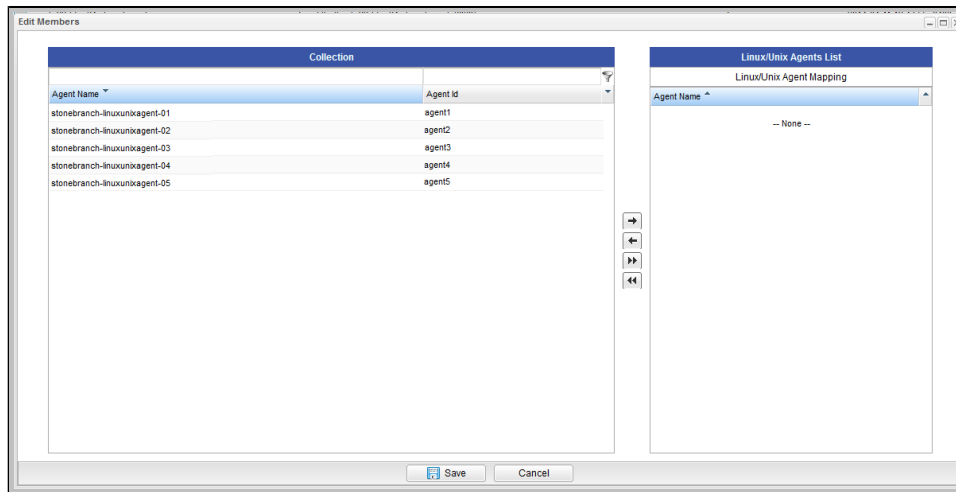 Edit Members
Collection
Linux/Unix Agents List
Linux/Unix Agent Mapping
Agent Name Agent Id
Agent Name
stonebranch-linuxunixagent-01 agent1
-- None --
stonebranch-linuxunixagent-02 agent2
stonebranch-linuxunixagent-03 agent3
stonebranch-linuxunixagent-04 agent4
stonebranch-linuxunixagent-05 agent5
Save Cancel